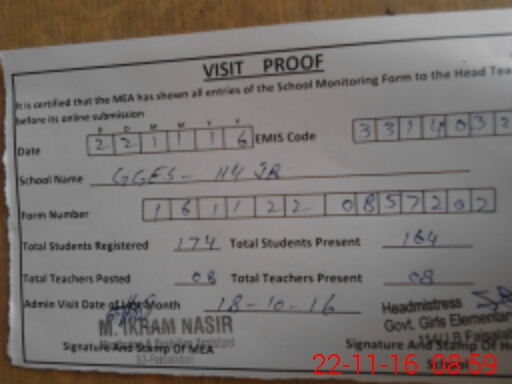 VISIT PROOF
It is certified that the MEA has shown all entries of the School Monitoring Form to the Head Tea
before its online submission
D D M M Y Y
Date 2 2 1 1 1 6 EMIS Code 3 3 1 4 0 3 2
School Name GGES - 114 GB
Form Number 1 6 1 1 2 2 0 8 5 7 2 0 2
Total Students Registered 174 Total Students Present 164
Total Teachers Posted 08 Total Teachers Present 08
Admin Visit Date of Last Month 18-10-16
Headmistress
M. IKRAM NASIR
Govt. Girls Elementar
Signature And Stamp Of MEA
Signature And Stamp Of H
22-11-16 08:59